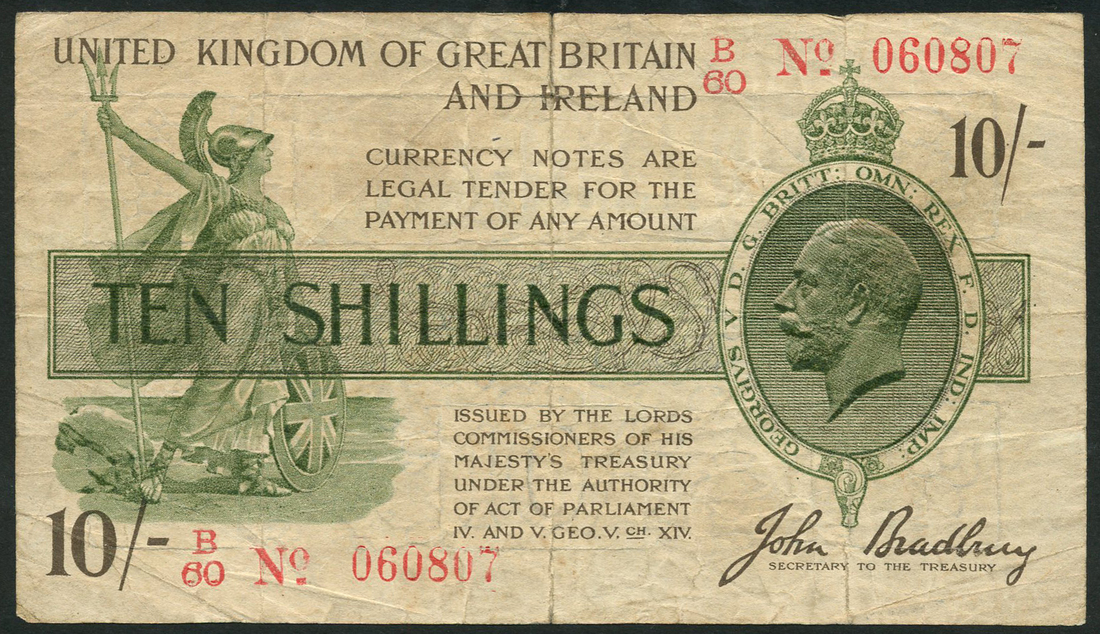 UNITED KINGDOM OF GREAT BRITAIN
AND IRELAND
B
60
No 060807
10/-
CURRENCY NOTES ARE
LEGAL TENDER FOR THE
PAYMENT OF ANY AMOUNT
GEORGIVS V D. G. BRITT: OMN: REX F. D. IND: IMP:
TEN SHILLINGS
ISSUED BY THE LORDS
COMMISSIONERS OF HIS
MAJESTY'S TREASURY
UNDER THE AUTHORITY
OF ACT OF PARLIAMENT
IV. AND V. GEO. V. CH. XIV.
10/-
B
60
No 060807
John Bradbury
SECRETARY TO THE TREASURY